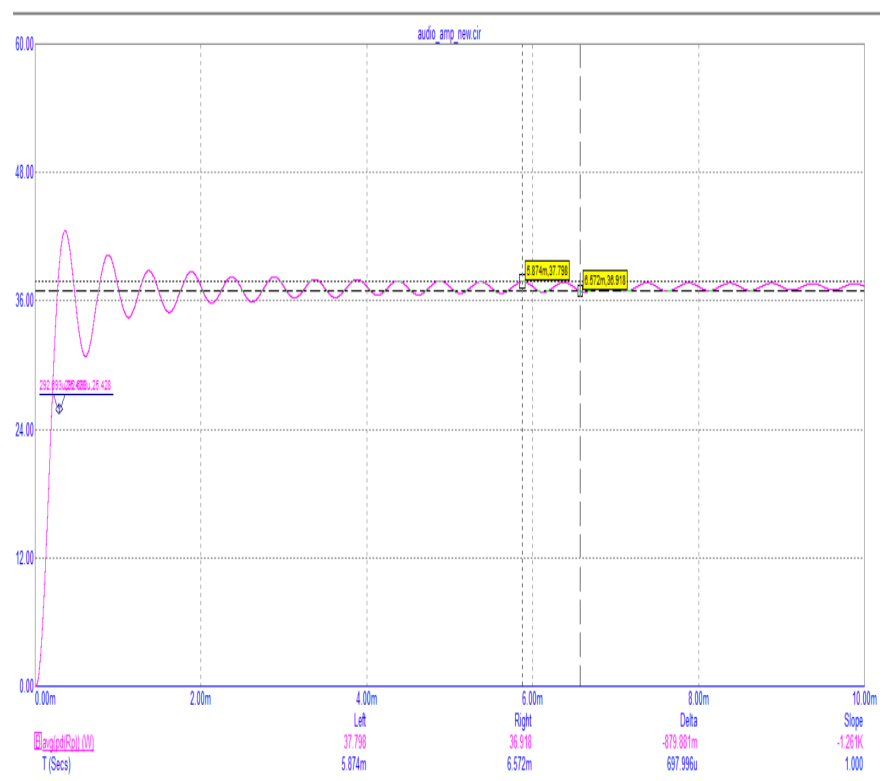 audio_amp_new.cir
60.00
48.00
5.874m,37.798
6.572m,36.918
36.00
24.00
12.00
0.00
0.00m 2.00m 4.00m 6.00m 8.00m 10.00m
Left Right Delta Slope
avg(pd(Rp)) (W) 37.798 36.918 -879.881m -1.261K
T (Secs) 5.874m 6.572m 697.996u 1.000